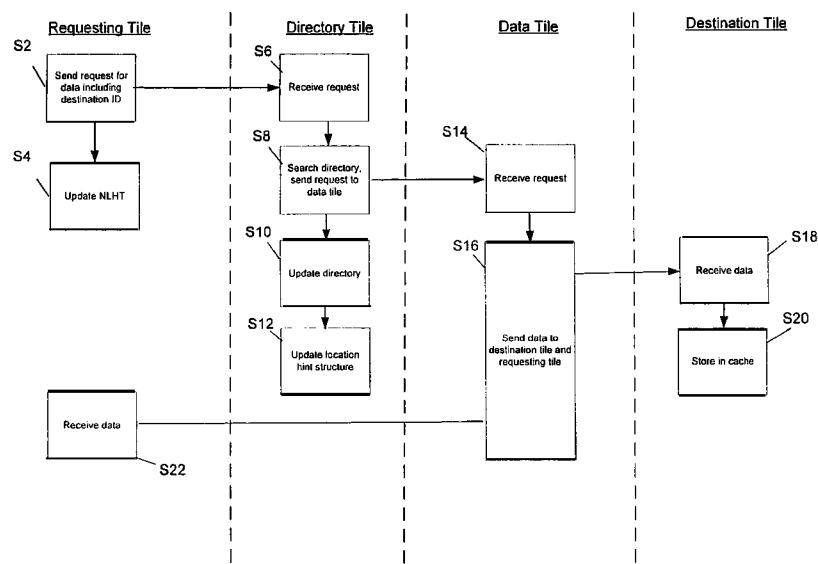 Requesting Tile
Directory Tile
Data Tile
Destination Tile
S2
Send request for
data including
destination ID
S4
Update NLHT
S6
Receive request
S8
Search directory,
send request to
data tile
S10
Update directory
S12
Update location
hint structure
S14
Receive request
S16
Send data to
destination tile and
requesting tile
S18
Receive data
S20
Store in cache
Receive data
S22